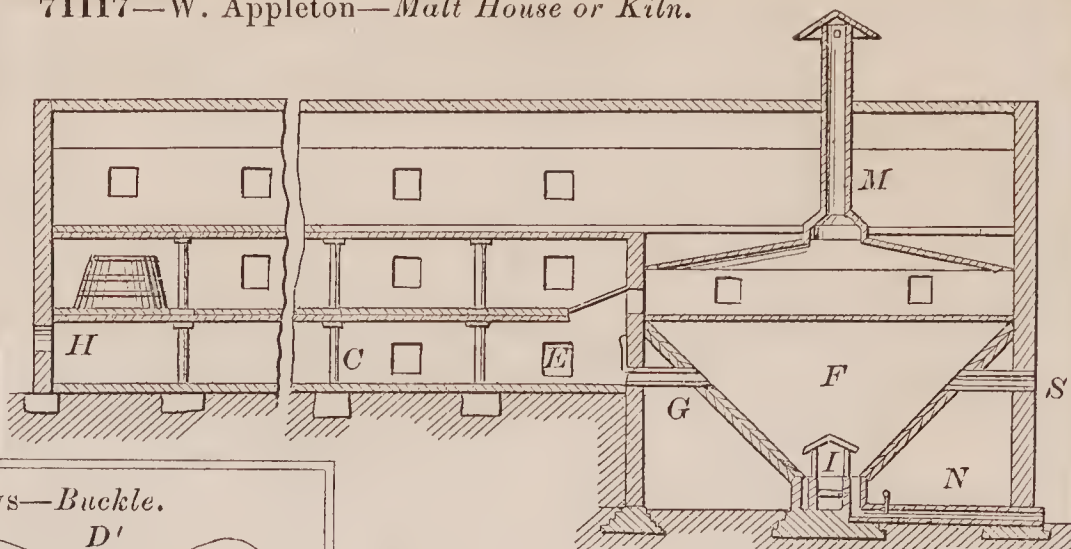 71117—W. Appleton—Malt House or Kiln.
M
H
C
E
F
G
S
I
N
s—Buckle.
D'